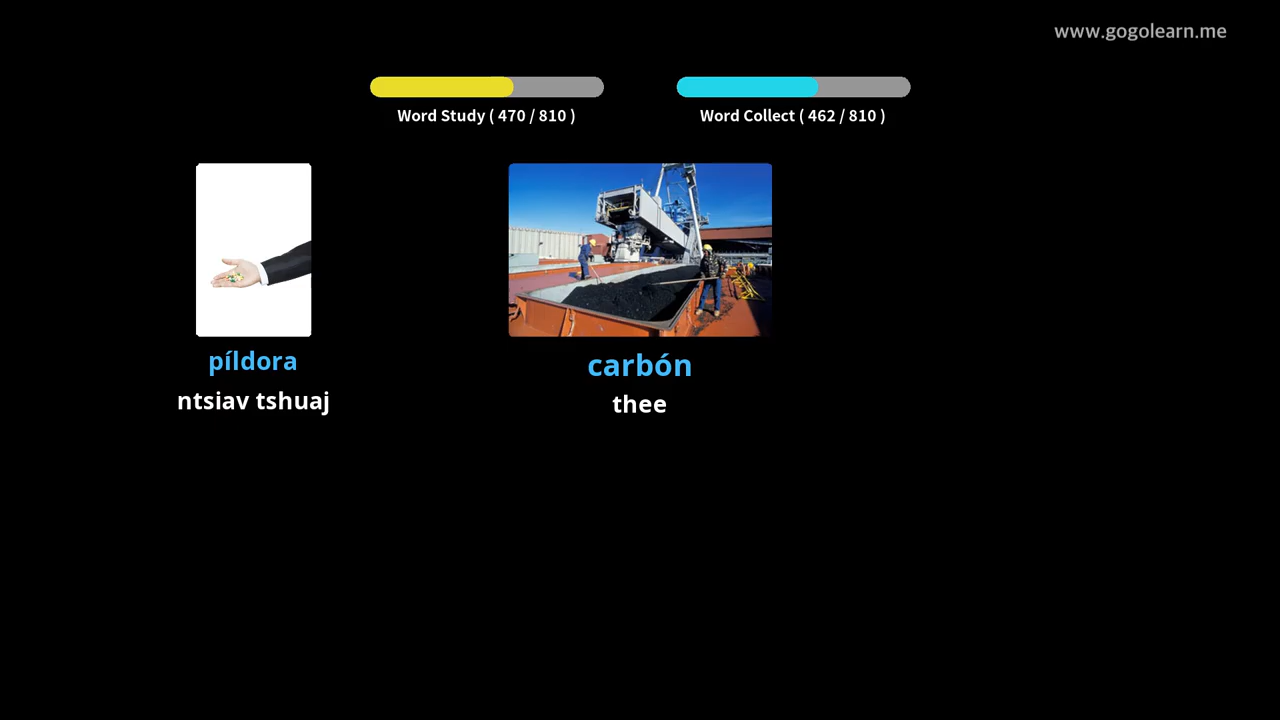 www.gogolearn.me
Word Study ( 470 / 810 )
Word Collect ( 462 / 810 )
píldora
ntsiav tshuaj
carbón
thee